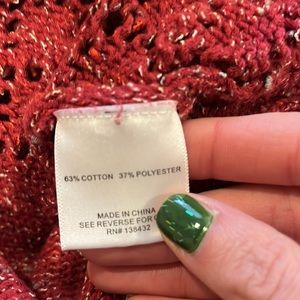 63% COTTON 37% POLYESTER
MADE IN CHINA
SEE REVERSE FOR
RN# 138432